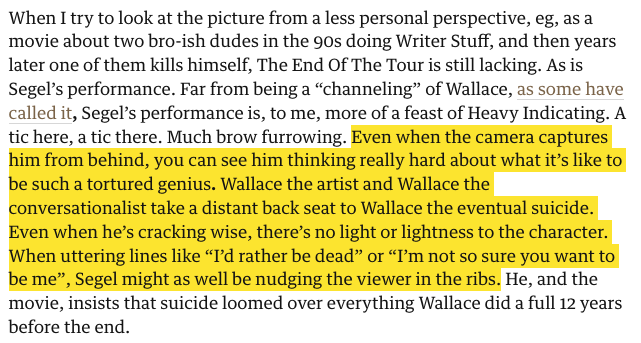 When I try to look at the picture from a less personal perspective, eg, as a
movie about two bro-ish dudes in the 90s doing Writer Stuff, and then years
later one of them kills himself, The End Of The Tour is still lacking. As is
Segel’s performance. Far from being a “channeling” of Wallace, as some have
called it, Segel’s performance is, to me, more of a feast of Heavy Indicating. A
tic here, a tic there. Much brow furrowing. Even when the camera captures
him from behind, you can see him thinking really hard about what it’s like to
be such a tortured genius. Wallace the artist and Wallace the
conversationalist take a distant back seat to Wallace the eventual suicide.
Even when he’s cracking wise, there’s no light or lightness to the character.
When uttering lines like “I’d rather be dead” or “I’m not so sure you want to
be me”, Segel might as well be nudging the viewer in the ribs. He, and the
movie, insists that suicide loomed over everything Wallace did a full 12 years
before the end.